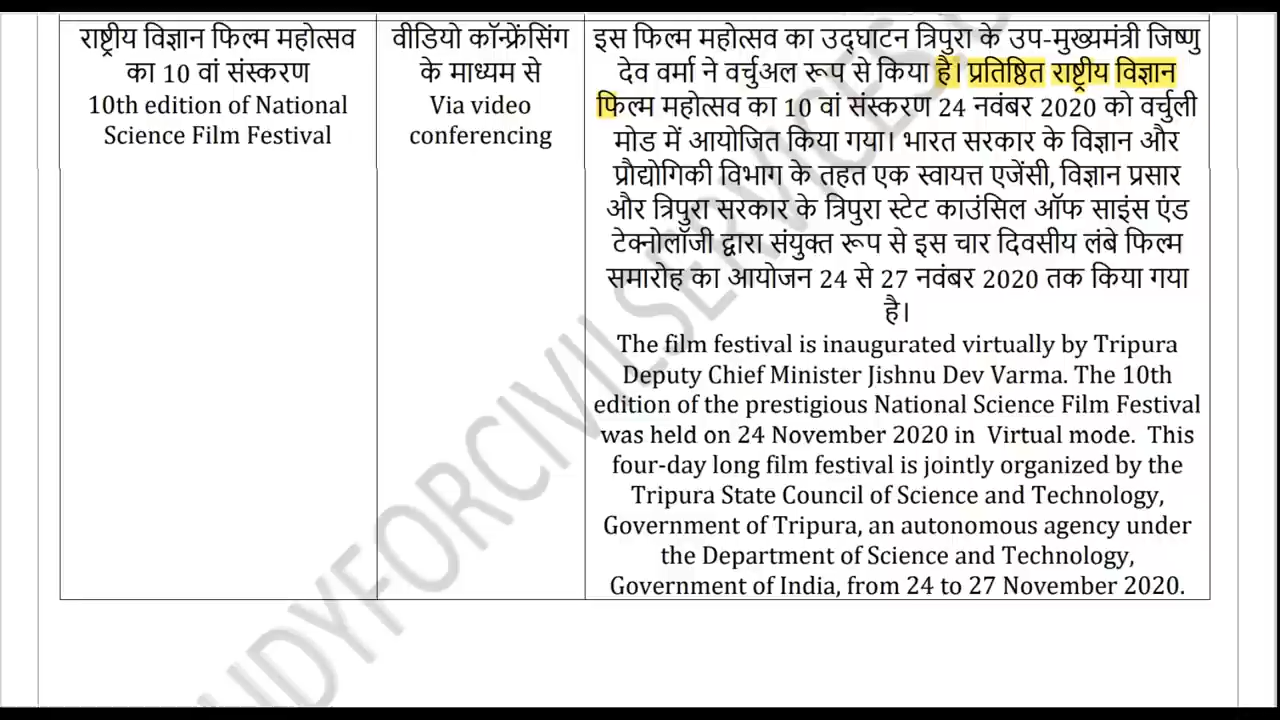 राष्ट्रीय विज्ञान फिल्म महोत्सव
का 10 वां संस्करण
10th edition of National
Science Film Festival
वीडियो कॉन्फ्रेंसिंग
के माध्यम से
Via video
conferencing
इस फिल्म महोत्सव का उद्घाटन त्रिपुरा के उप-मुख्यमंत्री जिष्णु
देव वर्मा ने वर्चुअल रूप से किया है। प्रतिष्ठित राष्ट्रीय विज्ञान
फिल्म महोत्सव का 10 वां संस्करण 24 नवंबर 2020 को वर्चुली
मोड में आयोजित किया गया। भारत सरकार के विज्ञान और
प्रौद्योगिकी विभाग के तहत एक स्वायत्त एजेंसी, विज्ञान प्रसार
और त्रिपुरा सरकार के त्रिपुरा स्टेट काउंसिल ऑफ साइंस एंड
टेक्नोलॉजी द्वारा संयुक्त रूप से इस चार दिवसीय लंबे फिल्म
समारोह का आयोजन 24 से 27 नवंबर 2020 तक किया गया
है।
The film festival is inaugurated virtually by Tripura
Deputy Chief Minister Jishnu Dev Varma. The 10th
edition of the prestigious National Science Film Festival
was held on 24 November 2020 in Virtual mode. This
four-day long film festival is jointly organized by the
Tripura State Council of Science and Technology,
Government of Tripura, an autonomous agency under
the Department of Science and Technology,
Government of India, from 24 to 27 November 2020.
UDYFORCIVILSERVICES